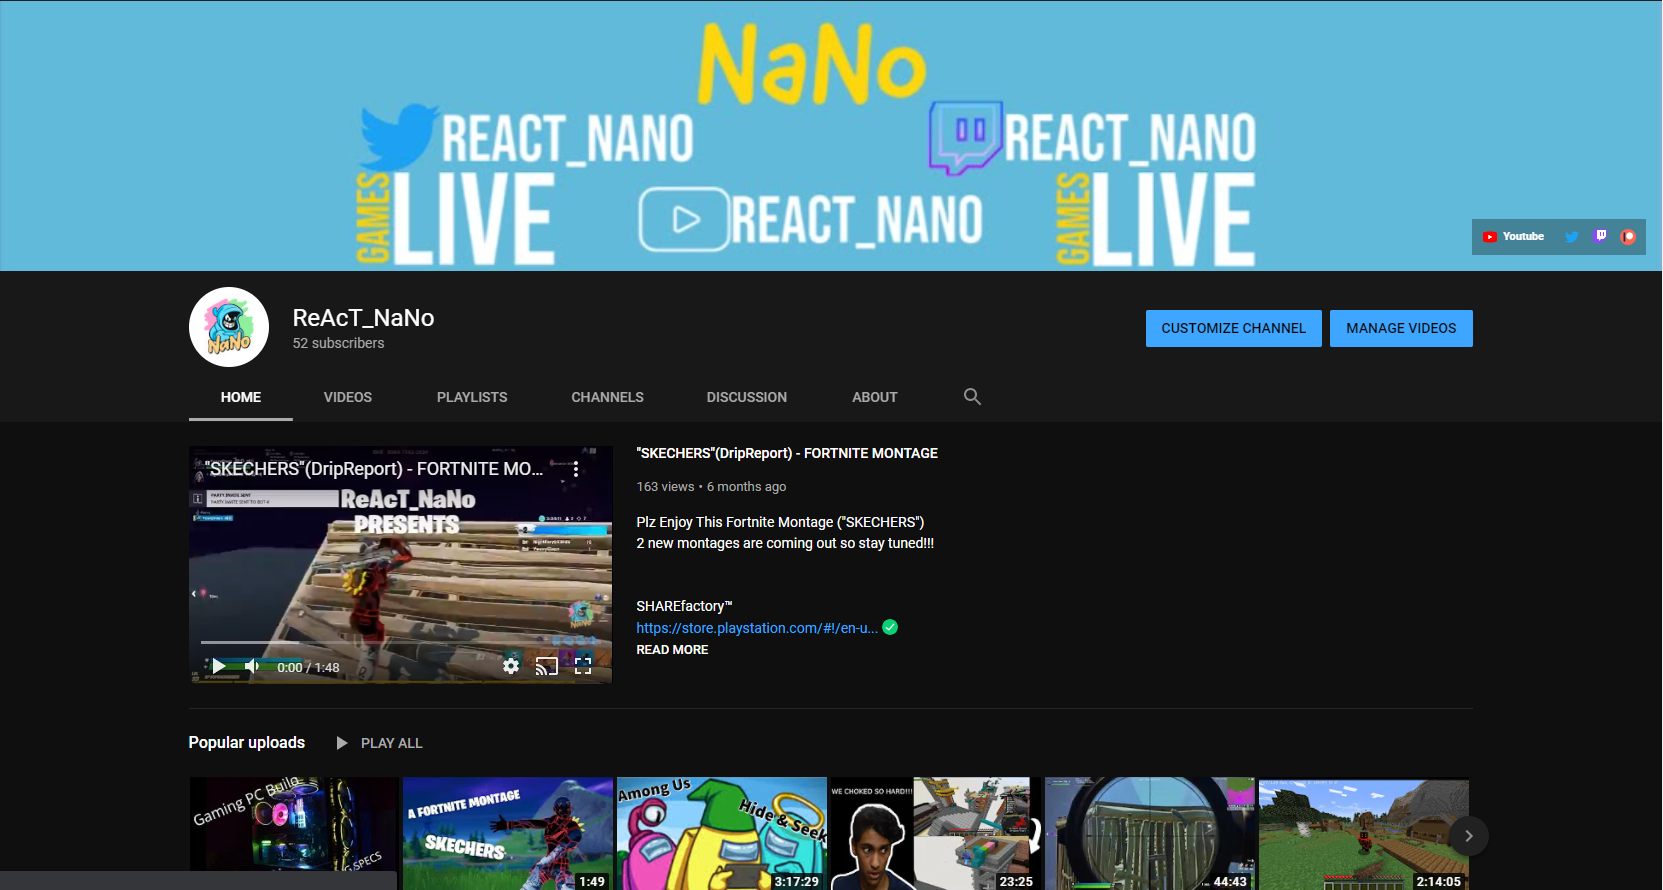 NaNo
REACT_NANO
REACT_NANO
GAMES
LIVE
REACT_NANO
GAMES
LIVE
Youtube
NaNo
ReAcT_NaNo
52 subscribers
CUSTOMIZE CHANNEL
MANAGE VIDEOS
HOME
VIDEOS
PLAYLISTS
CHANNELS
DISCUSSION
ABOUT
"SKECHERS"(DripReport) - FORTNITE MO...
PARTY INVITE SENT
ReAcT_NaNo
PRESENTS
0:00 / 1:48
"SKECHERS"(DripReport) - FORTNITE MONTAGE
163 views • 6 months ago
Plz Enjoy This Fortnite Montage ("SKECHERS")
2 new montages are coming out so stay tuned!!!
SHAREfactory™
https://store.playstation.com/#!/en-u...
READ MORE
Popular uploads
PLAY ALL
Gaming PC Build
SPECS
A FORTNITE MONTAGE
SKECHERS
1:49
Among Us
Hide & Seek
3:17:29
WE CHOKED SO HARD!!!
23:25
44:43
2:14:05